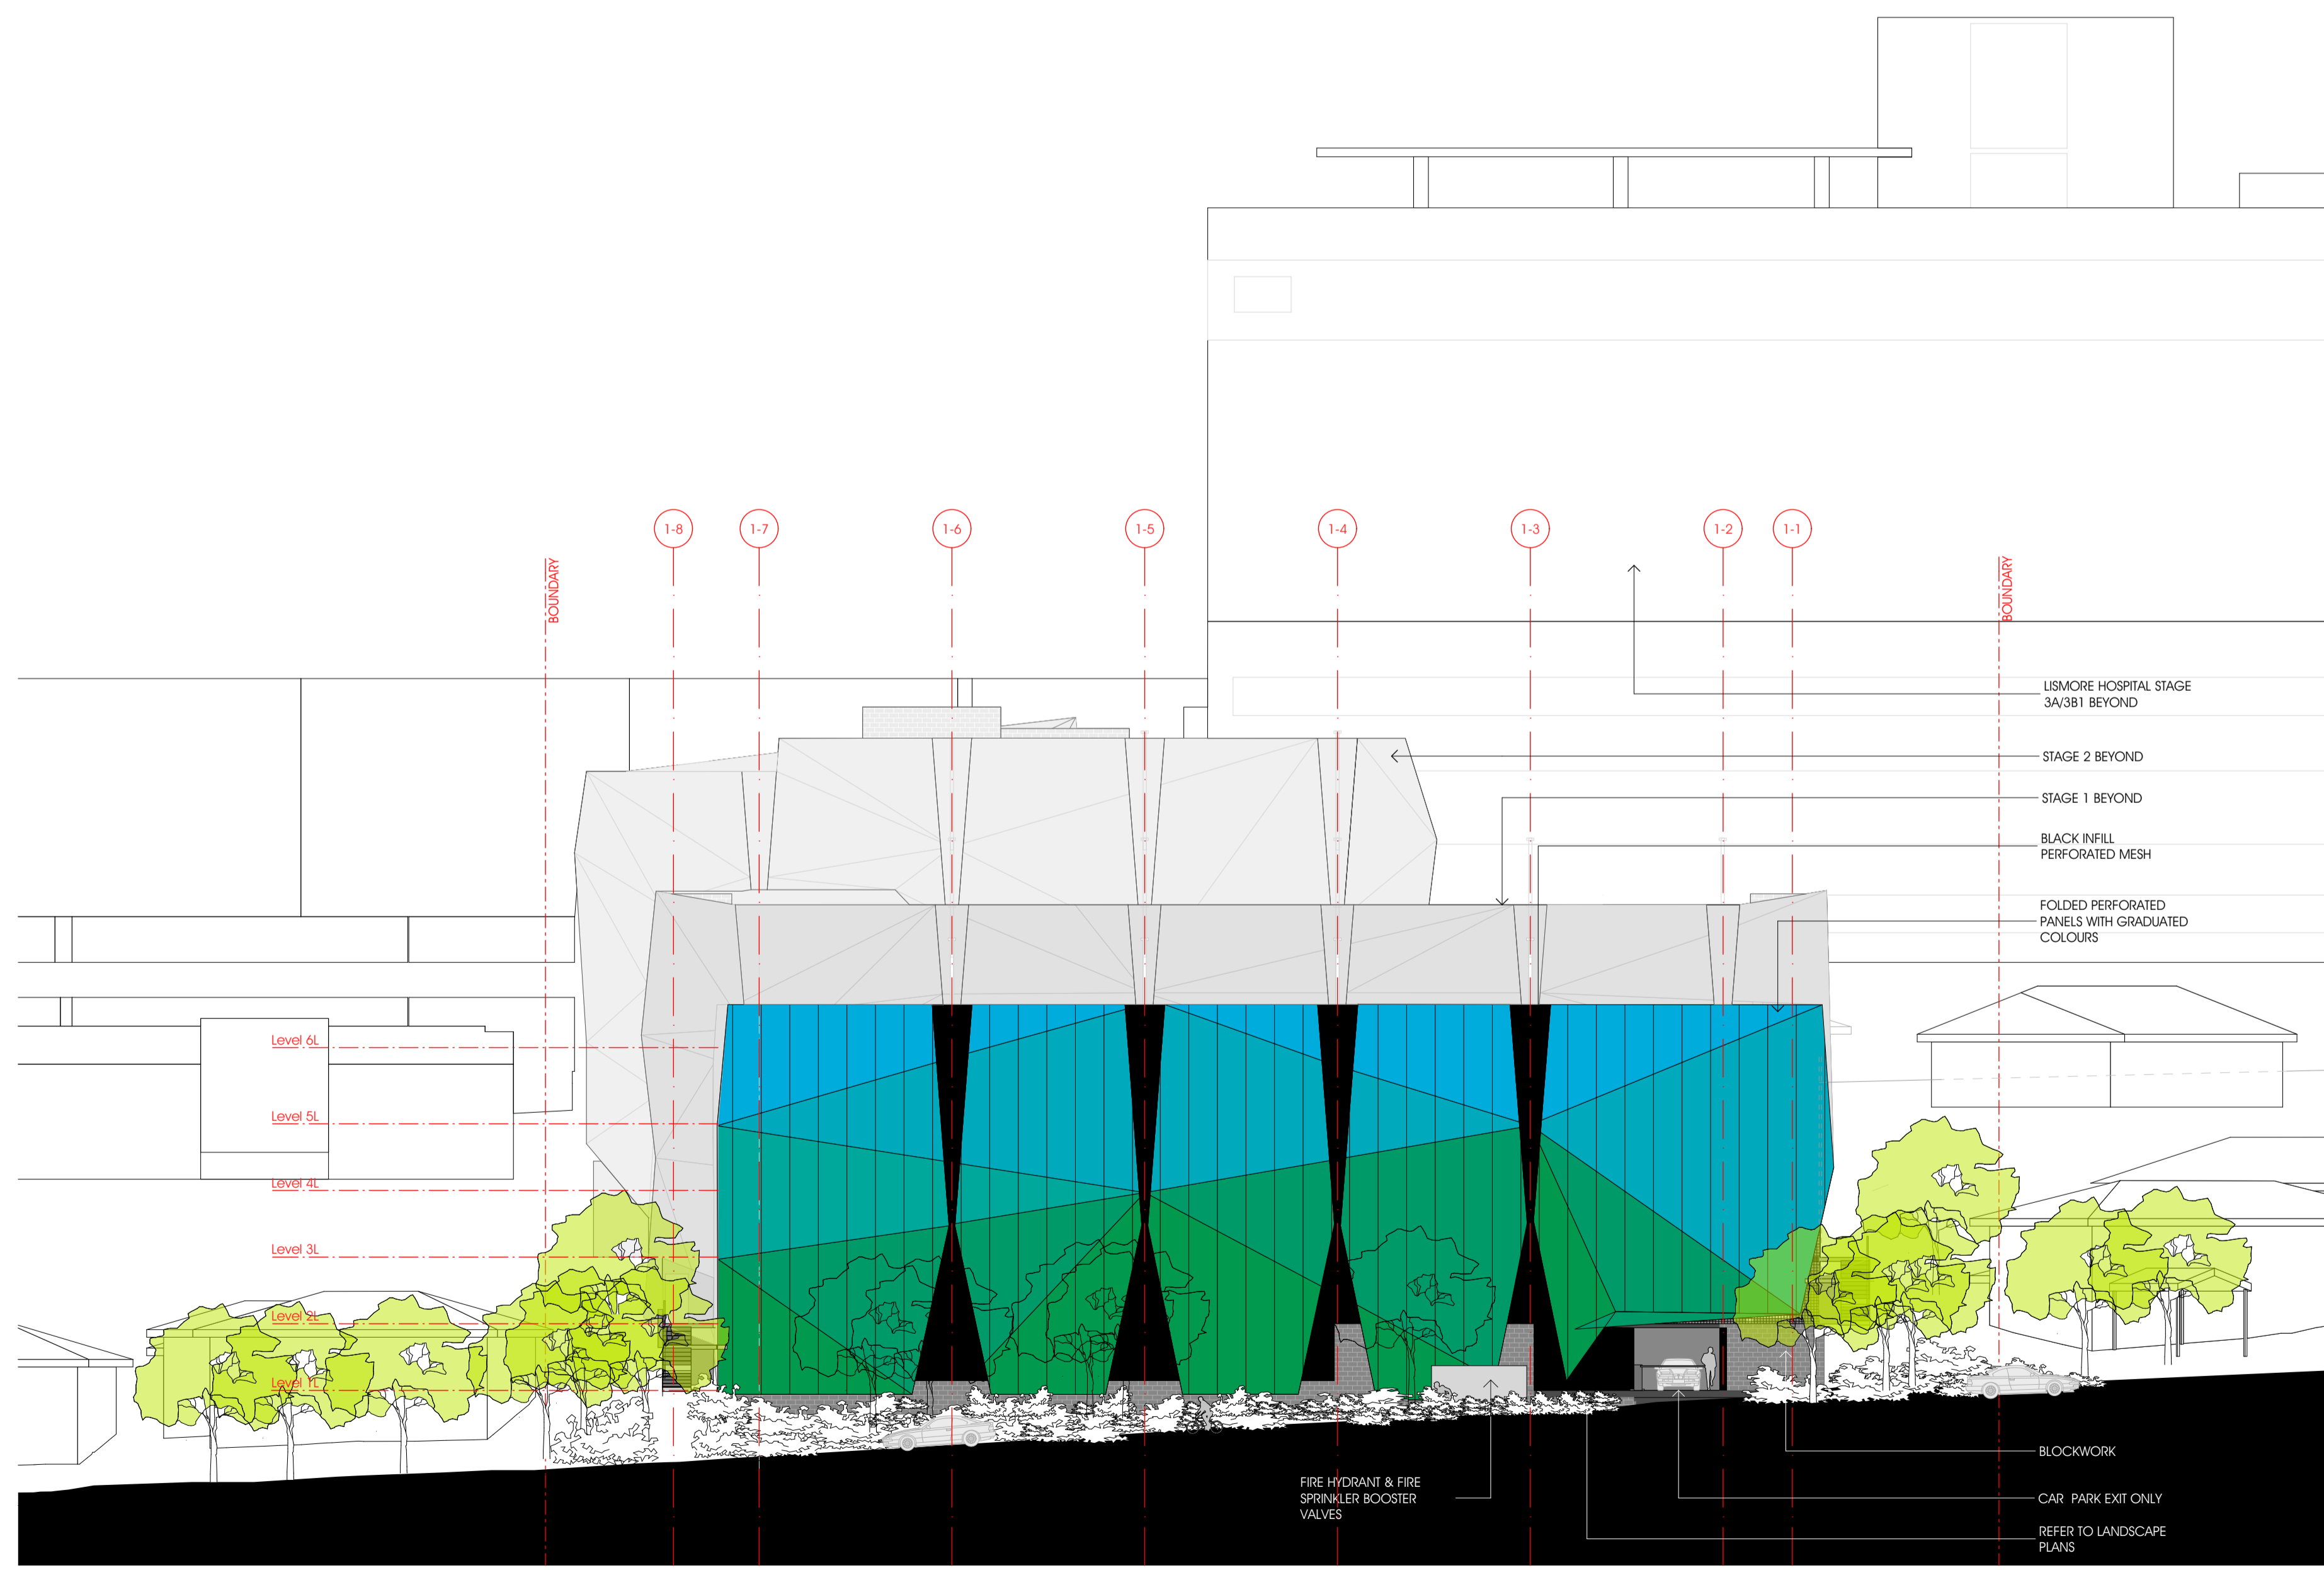 1-8
1-7
1-6
1-5
1-4
1-3
1-2
1-1
BOUNDARY
BOUNDARY
LISMORE HOSPITAL STAGE
3A/3B1 BEYOND
STAGE 2 BEYOND
STAGE 1 BEYOND
BLACK INFILL
PERFORATED MESH
FOLDED PERFORATED
PANELS WITH GRADUATED
COLOURS
Level 6L
Level 5L
Level 4L
Level 3L
Level 2L
Level 1L
BLOCKWORK
FIRE HYDRANT & FIRE
SPRINKLER BOOSTER
VALVES
CAR PARK EXIT ONLY
REFER TO LANDSCAPE
PLANS